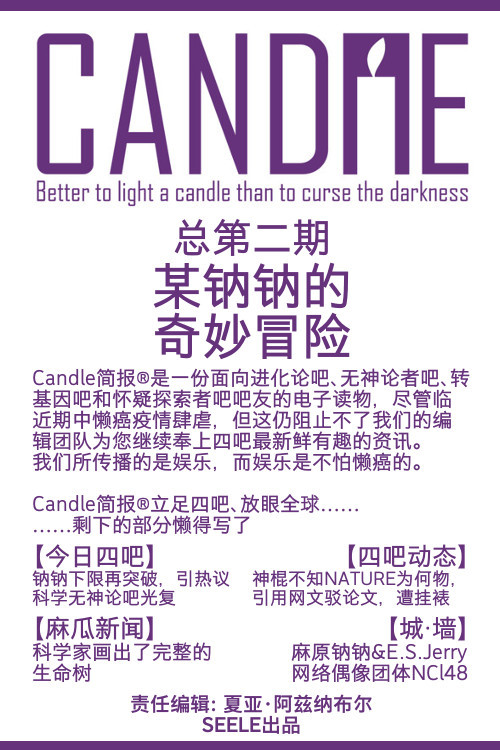 CANDLE
Better to light a candle than to curse the darkness
总第二期
某钠钠的
奇妙冒险
Candle简报®是一份面向进化论吧、无神论者吧、转
基因吧和怀疑探索者吧吧友的电子读物，尽管临
近期中懒癌疫情肆虐，但这仍阻止不了我们的编
辑团队为您继续奉上四吧最新鲜有趣的资讯。
我们所传播的是娱乐，而娱乐是不怕懒癌的。
Candle简报®立足四吧、放眼全球……
……剩下的部分懒得写了
【今日四吧】
钠钠下限再突破，引热议
科学无神论吧光复
【四吧动态】
神棍不知NATURE为何物，
引用网文驳论文，遭挂裱
【麻瓜新闻】
科学家画出了完整的
生命树
【城·墙】
麻原钠钠&E.S.Jerry
网络偶像团体NCl48
责任编辑：夏亚·阿兹纳布尔
SEELE出品